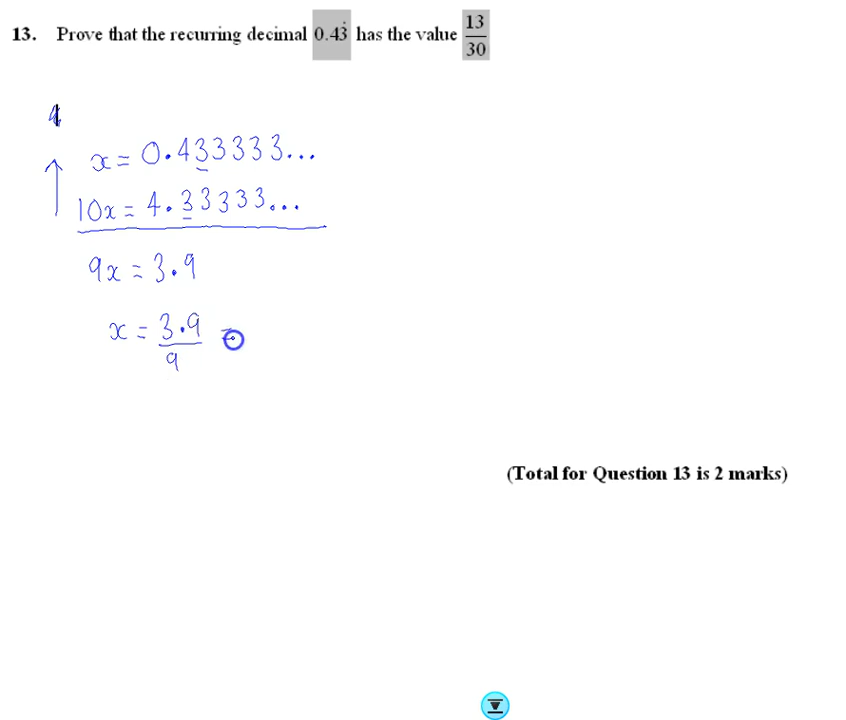 13. Prove that the recurring decimal 0.43̇ has the value 13/30
x = 0.433333...
10x = 4.33333...
9x = 3.9
x = 3.9/9 =
(Total for Question 13 is 2 marks)